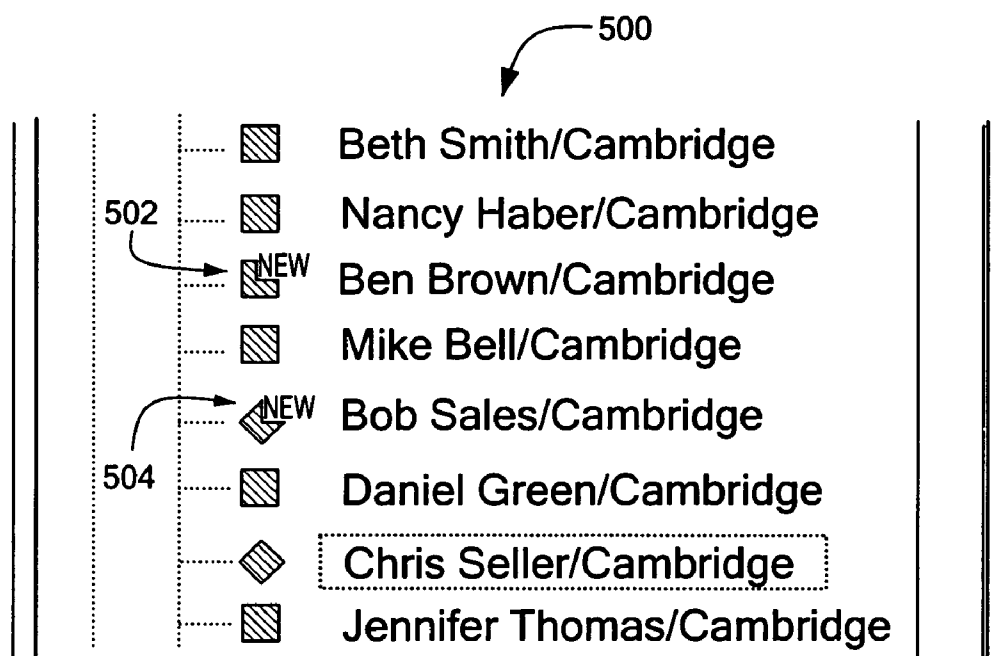 500
Beth Smith/Cambridge
502
Nancy Haber/Cambridge
NEW Ben Brown/Cambridge
Mike Bell/Cambridge
NEW Bob Sales/Cambridge
504
Daniel Green/Cambridge
Chris Seller/Cambridge
Jennifer Thomas/Cambridge